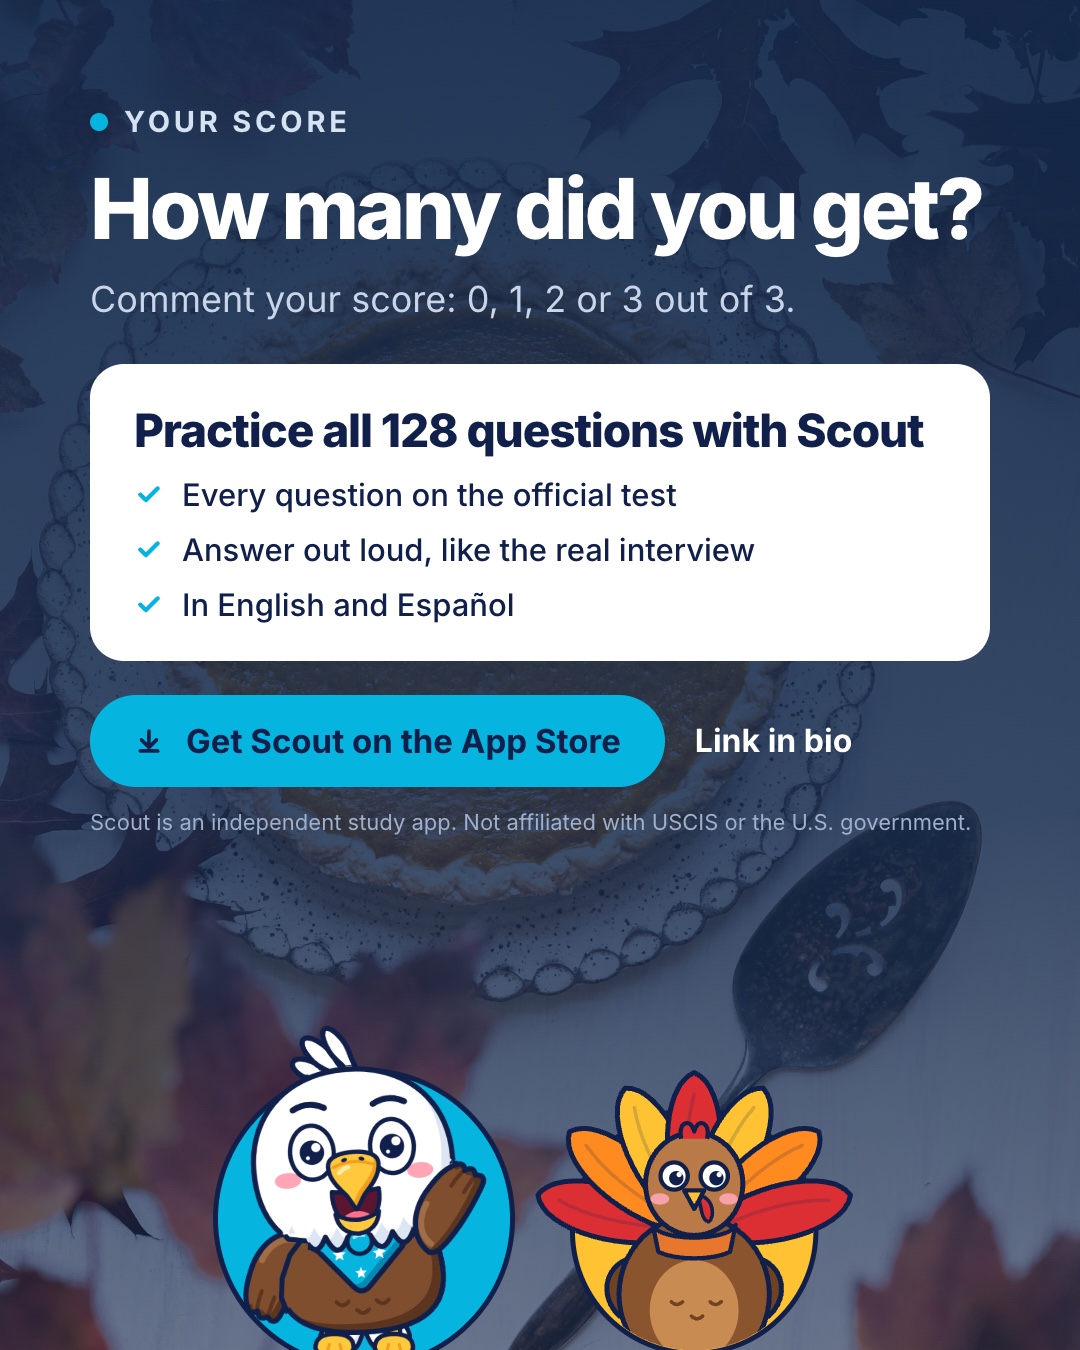 YOUR SCORE
How many did you get?
Comment your score: 0, 1, 2 or 3 out of 3.
Practice all 128 questions with Scout
Every question on the official test
Answer out loud, like the real interview
In English and Español
Get Scout on the App Store
Link in bio
Scout is an independent study app. Not affiliated with USCIS or the U.S. government.